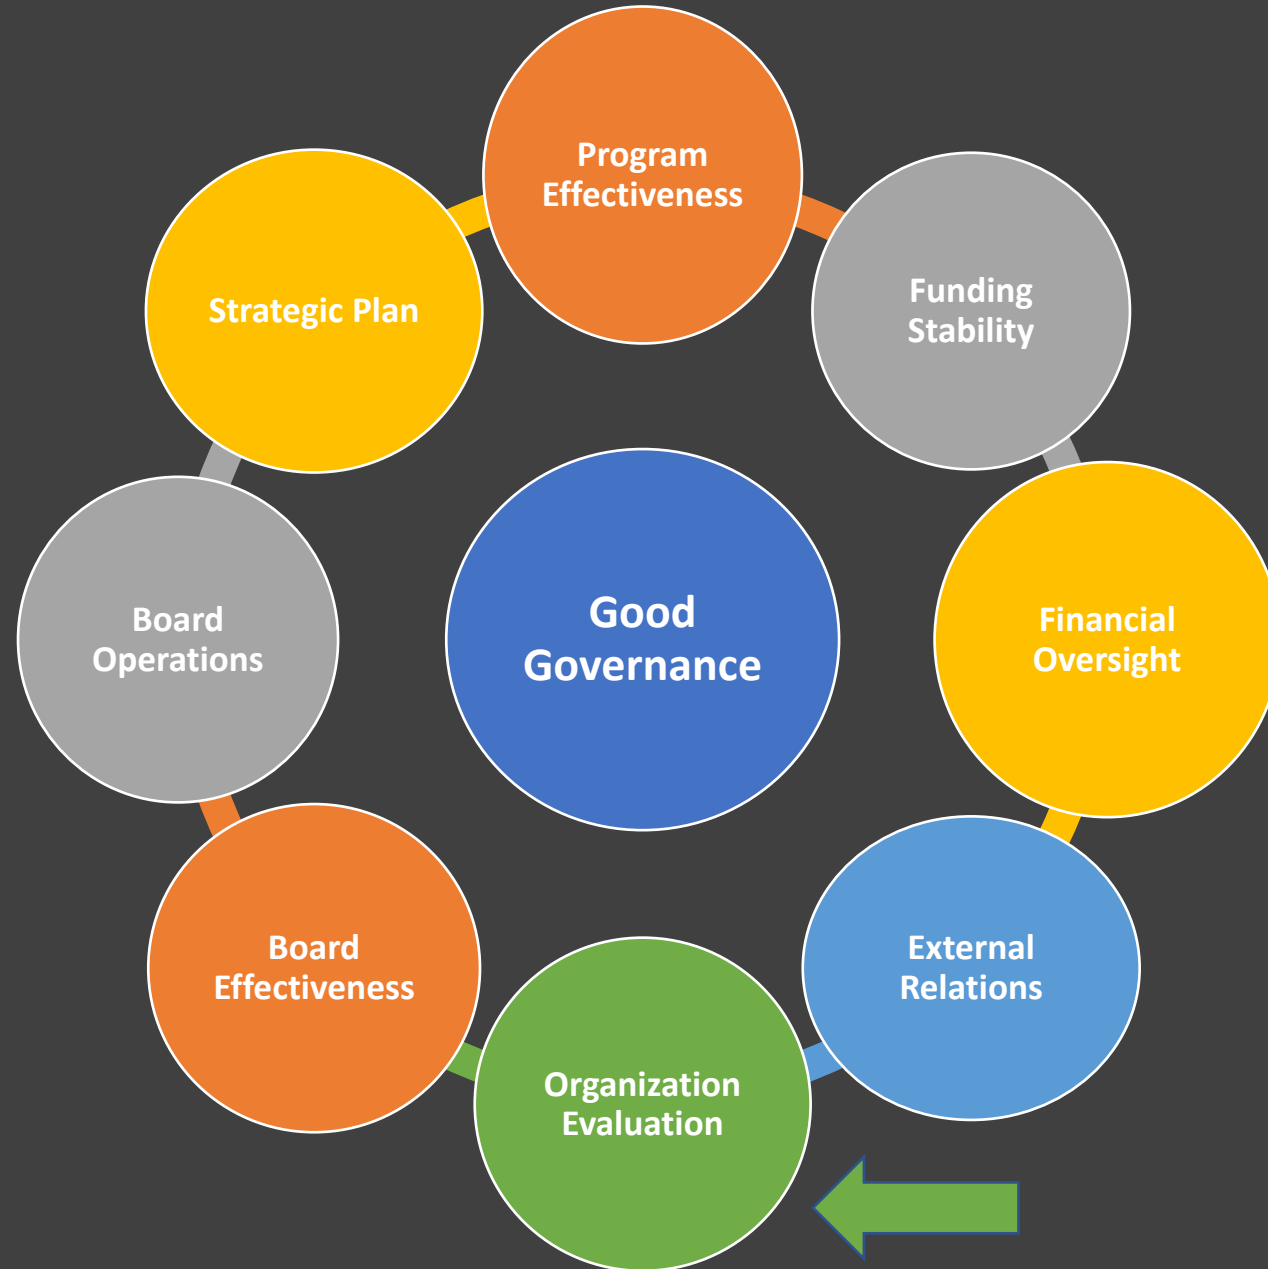 Program
Effectiveness
Funding
Stability
Strategic Plan
Good
Governance
Board
Operations
Financial
Oversight
Board
Effectiveness
External
Relations
Organization
Evaluation